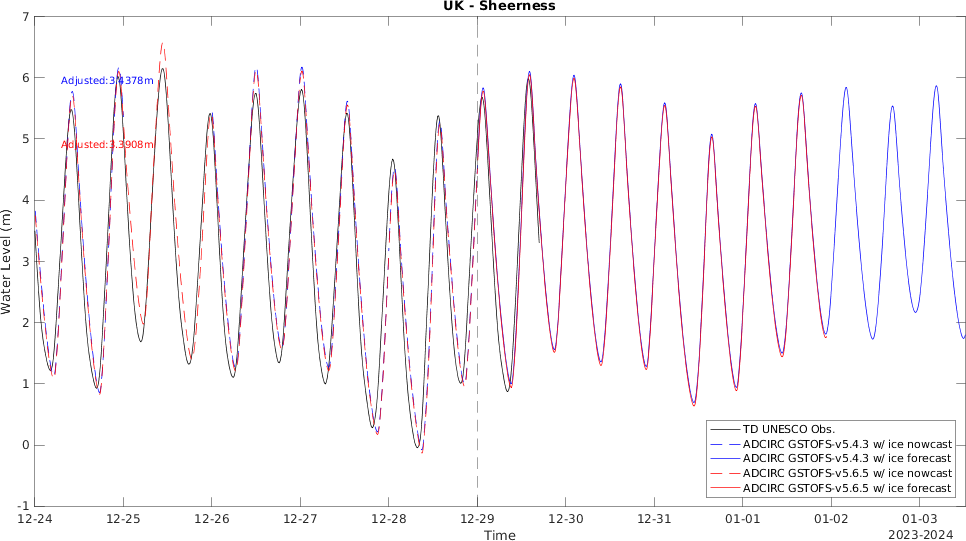 UK - Sheerness
7
6
5
4
3
2
1
0
-1
Water Level (m)
Adjusted:3.4378m
Adjusted:3.3908m
TD UNESCO Obs.
ADCIRC GSTOFS-v5.4.3 w/ ice nowcast
ADCIRC GSTOFS-v5.4.3 w/ ice forecast
ADCIRC GSTOFS-v5.6.5 w/ ice nowcast
ADCIRC GSTOFS-v5.6.5 w/ ice forecast
12-24 12-25 12-26 12-27 12-28 12-29 12-30 12-31 01-01 01-02 01-03
Time
2023-2024